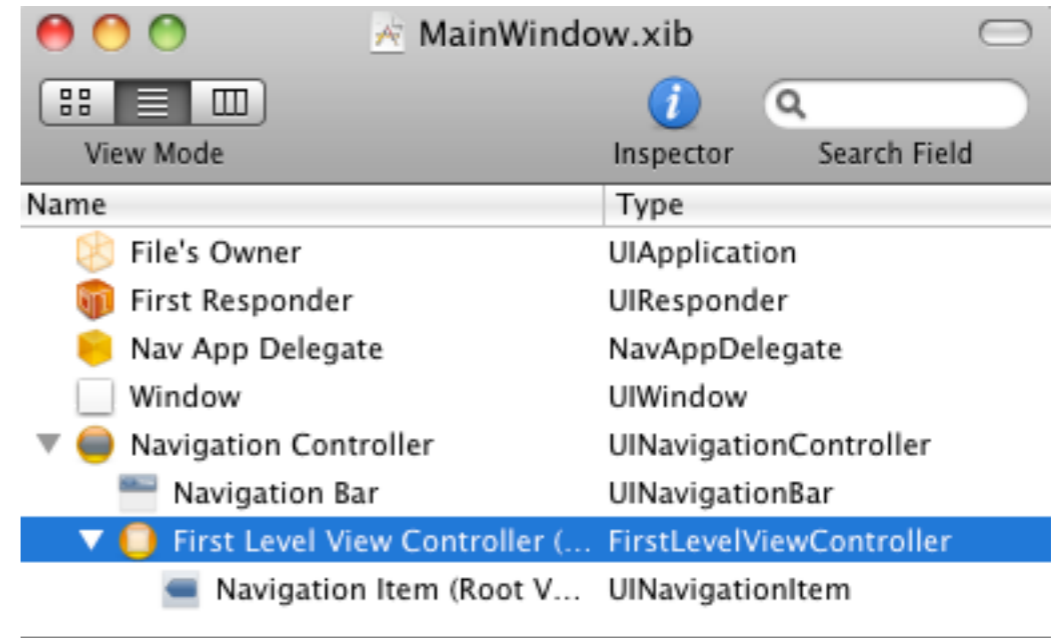 MainWindow.xib
View Mode Inspector Search Field
Name Type
File's Owner UIApplication
First Responder UIResponder
Nav App Delegate NavAppDelegate
Window UIWindow
Navigation Controller UINavigationController
Navigation Bar UINavigationBar
First Level View Controller (... FirstLevelViewController
Navigation Item (Root V... UINavigationItem